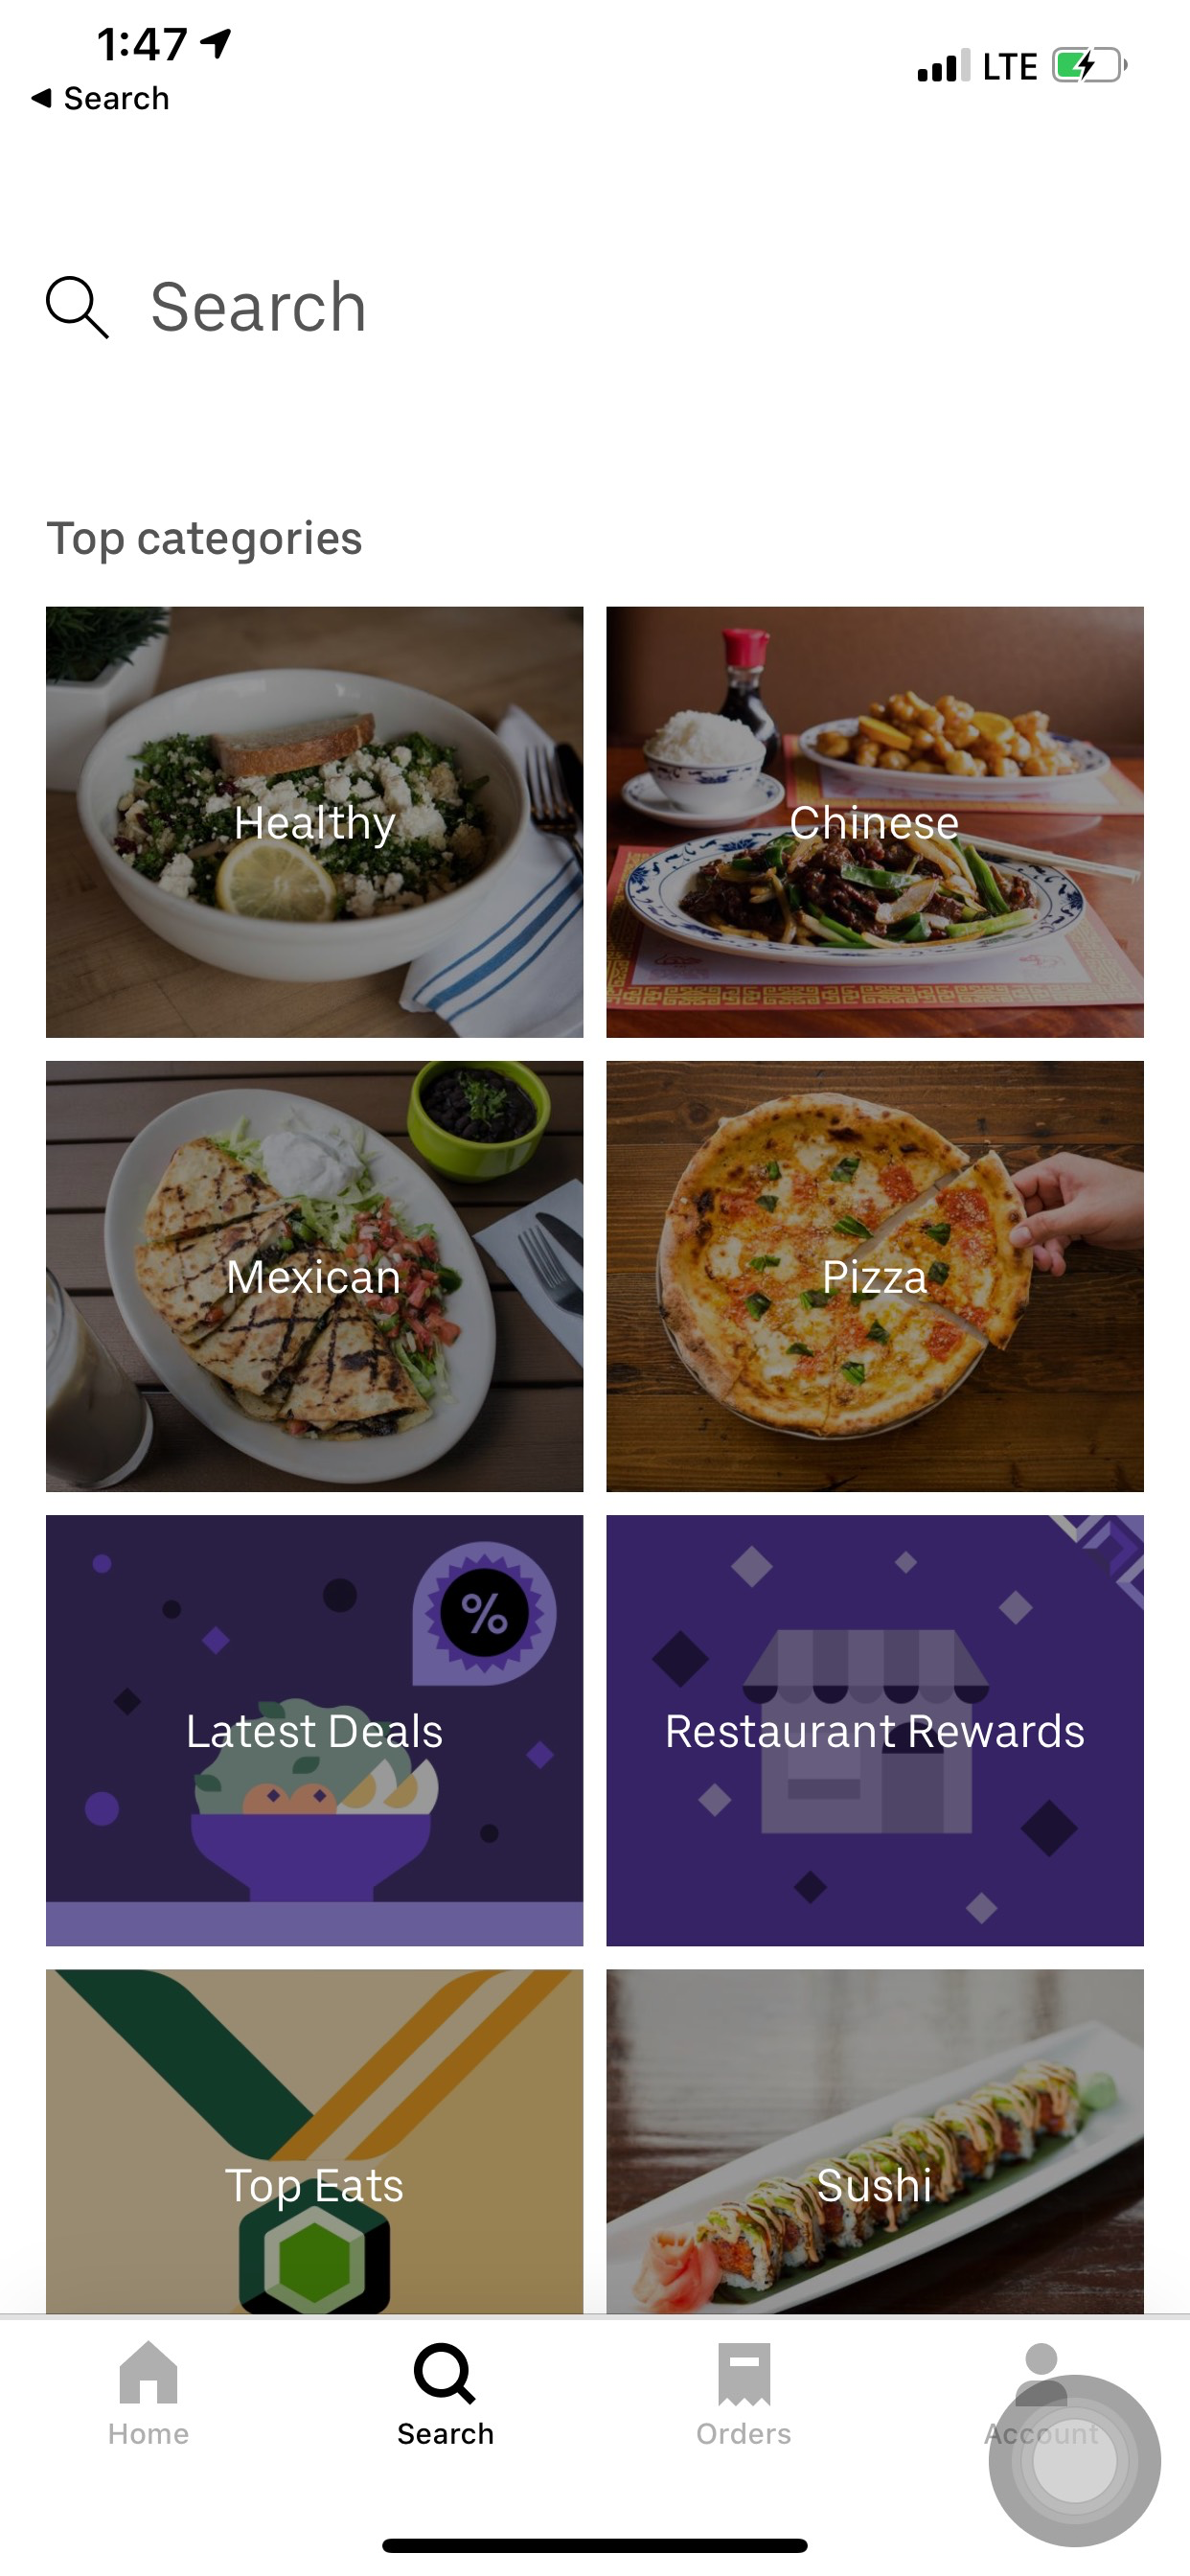 1:47
Search
LTE
Search
Top categories
Healthy
Chinese
Mexican
Pizza
%
Latest Deals
Restaurant Rewards
Top Eats
Sushi
Home
Search
Orders
Account